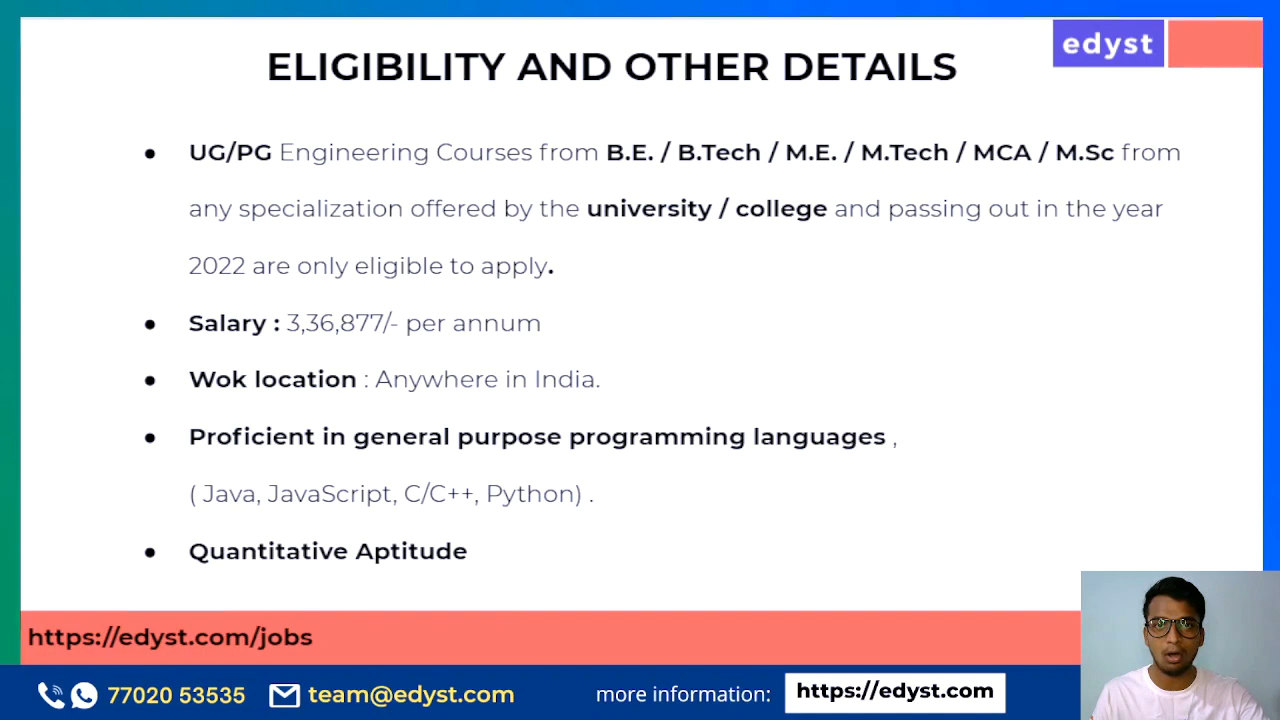 edyst
ELIGIBILITY AND OTHER DETAILS
● UG/PG Engineering Courses from B.E. / B.Tech / M.E. / M.Tech / MCA / M.Sc from
any specialization offered by the university / college and passing out in the year
2022 are only eligible to apply.
● Salary : 3,36,877/- per annum
● Wok location : Anywhere in India.
● Proficient in general purpose programming languages ,
( Java, JavaScript, C/C++, Python) .
● Quantitative Aptitude
https://edyst.com/jobs
77020 53535 team@edyst.com more information: https://edyst.com